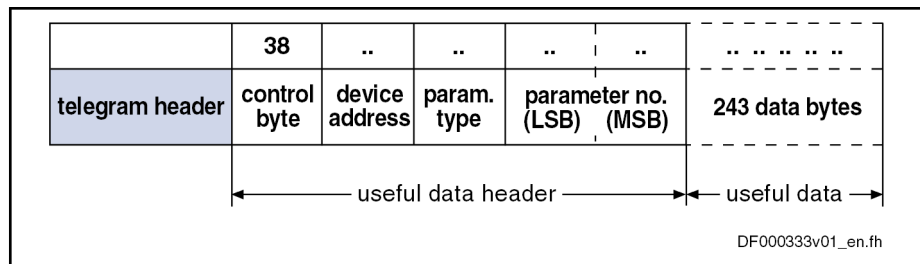 38 .. .. .. .. .. .. .. .. ..
telegram header control byte device address param. type parameter no. (LSB) (MSB) 243 data bytes
useful data header useful data
DF000333v01_en.fh